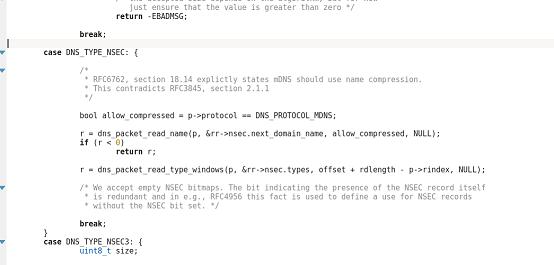 just ensure that the value is greater than zero */
return -EBADMSG;
break;
case DNS_TYPE_NSEC: {
/*
* RFC6762, section 18.14 explictly states mDNS should use name compression.
* This contradicts RFC3845, section 2.1.1
*/
bool allow_compressed = p->protocol == DNS_PROTOCOL_MDNS;
r = dns_packet_read_name(p, &rr->nsec.next_domain_name, allow_compressed, NULL);
if (r < 0)
return r;
r = dns_packet_read_type_windows(p, &rr->nsec.types, offset + rdlength - p->rindex, NULL);
/* We accept empty NSEC bitmaps. The bit indicating the presence of the NSEC record itself
* is redundant and in e.g., RFC4956 this fact is used to define a use for NSEC records
* without the NSEC bit set. */
break;
}
case DNS_TYPE_NSEC3: {
uint8_t size;